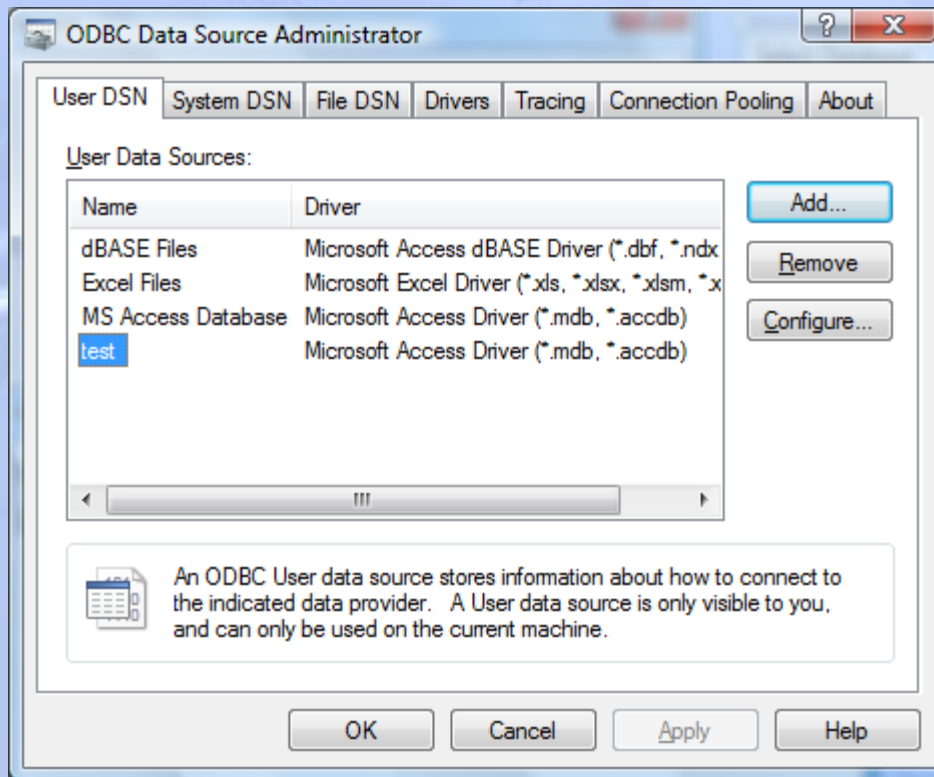 ODBC Data Source Administrator
User DSN System DSN File DSN Drivers Tracing Connection Pooling About
User Data Sources:
Name Driver
dBASE Files Microsoft Access dBASE Driver (*.dbf, *.ndx
Excel Files Microsoft Excel Driver (*.xls, *.xlsx, *.xlsm, *.x
MS Access Database Microsoft Access Driver (*.mdb, *.accdb)
test Microsoft Access Driver (*.mdb, *.accdb)
Add...
Remove
Configure...
An ODBC User data source stores information about how to connect to
the indicated data provider. A User data source is only visible to you,
and can only be used on the current machine.
OK Cancel Apply Help